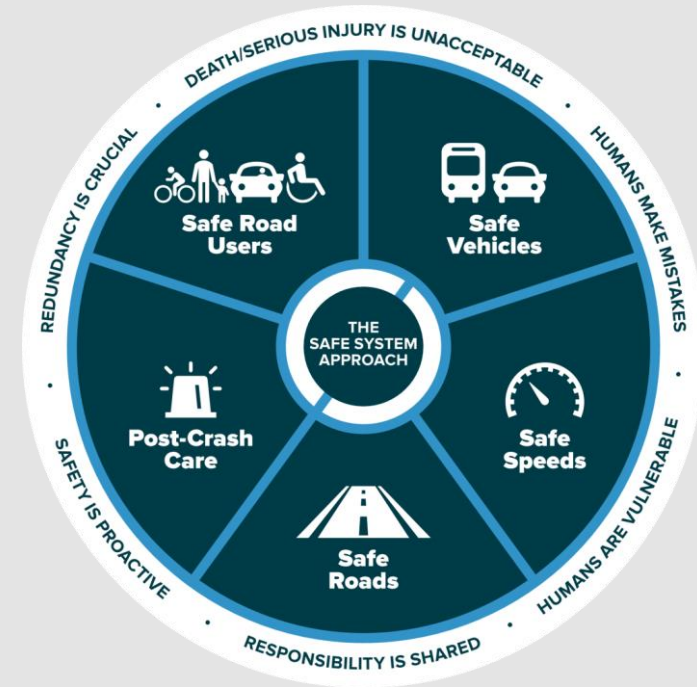 DEATH/SERIOUS INJURY IS UNACCEPTABLE
HUMANS MAKE MISTAKES
HUMANS ARE VULNERABLE
RESPONSIBILITY IS SHARED
SAFETY IS PROACTIVE
REDUNDANCY IS CRUCIAL
Safe Road
Users
Safe
Vehicles
Safe
Speeds
Safe
Roads
Post-Crash
Care
THE
SAFE SYSTEM
APPROACH